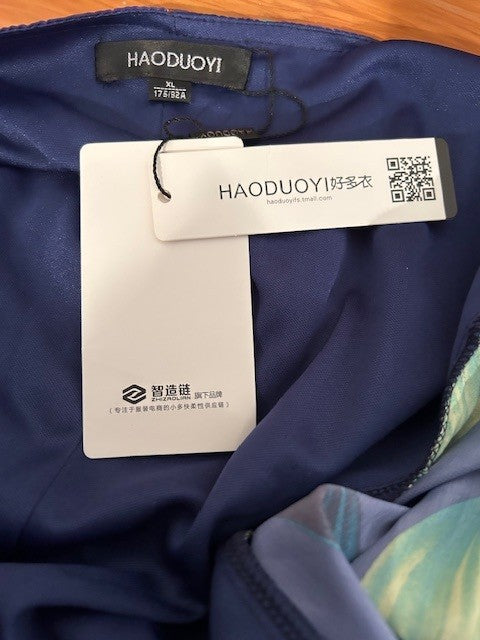 HAODUOYI
XL
175/92A
HAODUOYI好多衣
haoduoyifs.tmall.com
智造链 旗下品牌
ZHIZAOLIAN
（专注于服装电商的小多快柔性供应链）